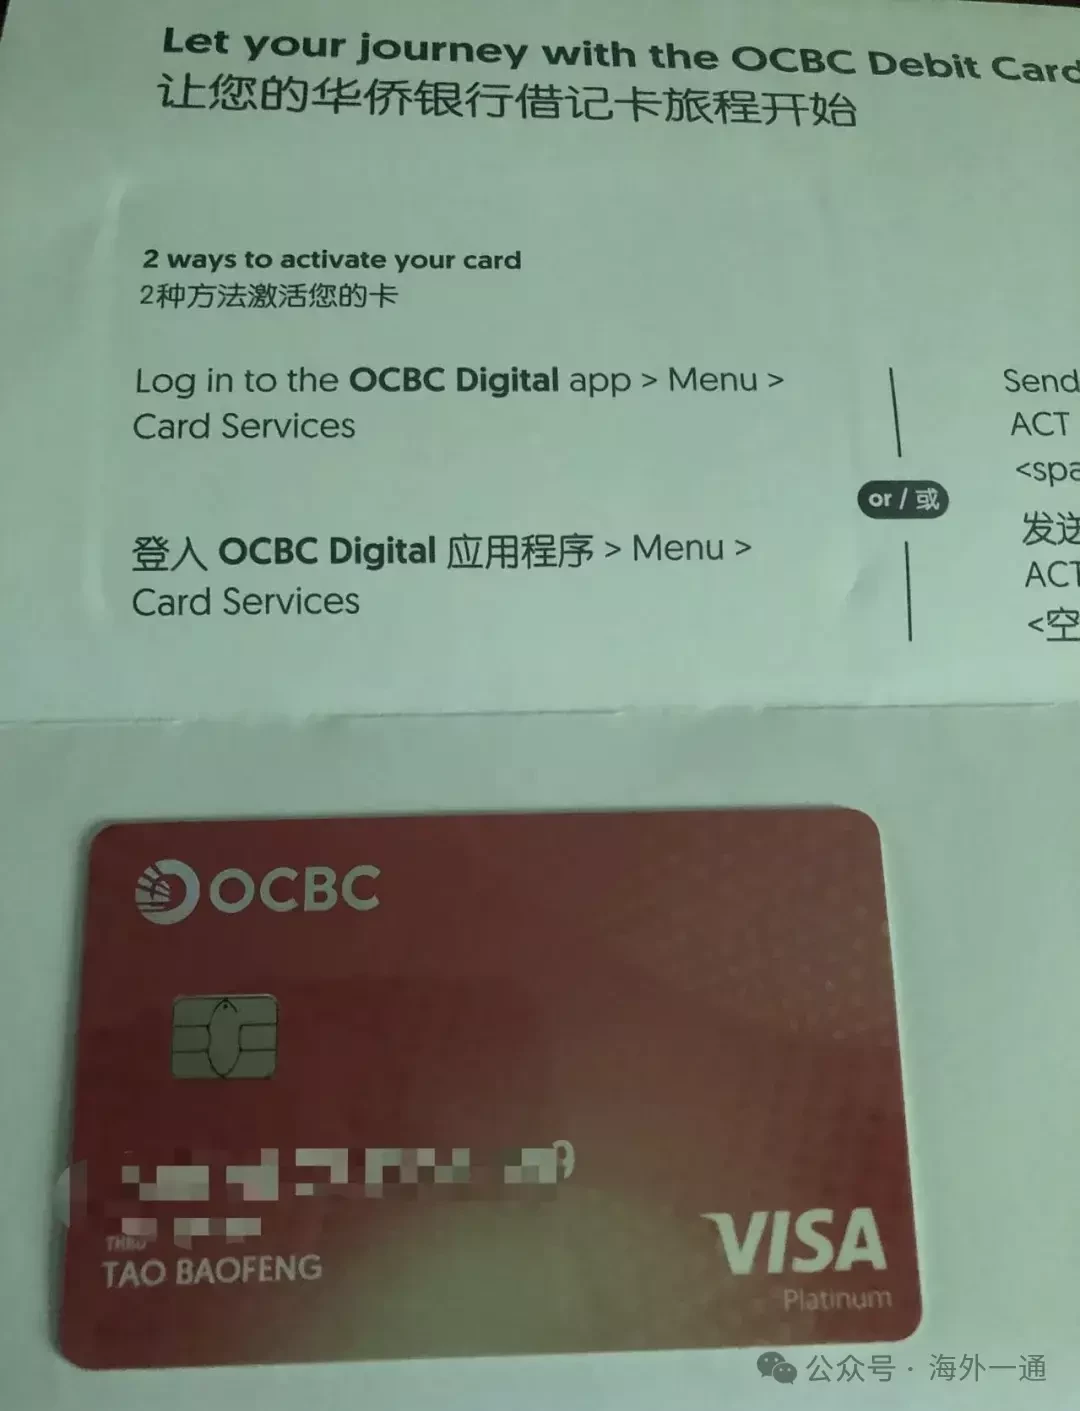 Let your journey with the OCBC Debit Card
让您的华侨银行借记卡旅程开始
2 ways to activate your card
2种方法激活您的卡
Log in to the OCBC Digital app > Menu >
Card Services
登入 OCBC Digital 应用程序 > Menu >
Card Services
or / 或
Send
ACT
发送
ACT
<空
OCBC
THRU
TAO BAOFENG
VISA
Platinum
公众号 · 海外一通